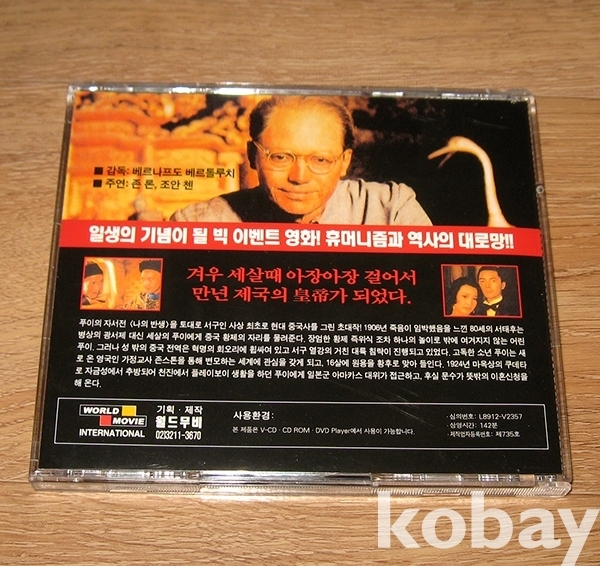 ■ 감독: 베르나프도 베르톨루치
■ 주연: 존 론, 조안 첸
일생의 기념이 될 빅 이벤트 영화! 휴머니즘과 역사의 대로망!!
겨우 세살때 아장아장 걸어서
만년 제국의 皇帝가 되었다.
푸이의 자서전 〈나의 반생〉을 토대로 서구인 사상 최초로 현대 중국사를 그린 초대작! 1906년 죽음이 임박했음을 느낀 80세의 서태후는
병상의 광서제 대신 세살의 푸이에게 중국 황제의 자리를 물려준다. 장엄한 황제 즉위식 조차 하나의 놀이로 밖에 여겨지지 않는 어린
푸이. 그러나 성 밖의 중국 전역은 혁명의 회오리에 휩싸여 있고 서구 열강의 거친 대륙 침탁이 진행되고 있었다. 고독한 소년 푸이는 새
로 온 영국인 가정교사 존스톤을 통해 변모하는 세계에 관심을 갖게 되고, 16살에 원용을 황후로 맞아 들인다. 1924년 마옥상의 쿠데타
로 자금성에서 추방되어 천진에서 플레이보이 생활을 하던 푸이에게 일본군 아마카스 대위가 접근하고, 후실 문수가 뜻밖의 이혼신청을
해 온다.
WORLD
MOVIE
INTERNATIONAL
기획 · 제작
월드무비
02)3211-3670
사용환경:
본 제품은 V-CD · CD ROM · DVD Player에서 사용이 가능합니다.
·심의번호: L8912-V2357
·상영시간: 142분
·제작업자등록번호: 제735호
kobay